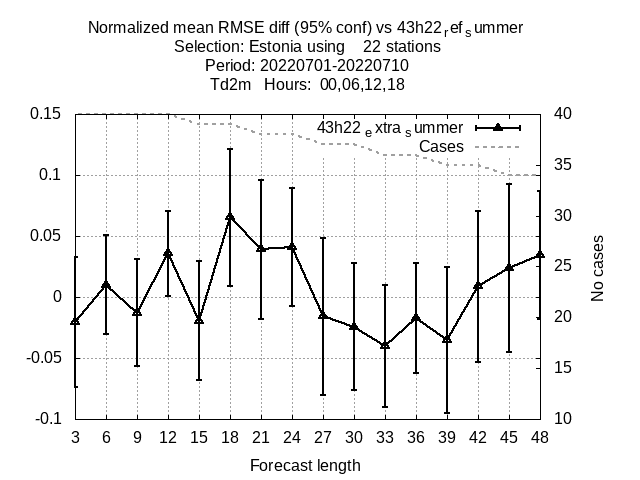 Normalized mean RMSE diff (95% conf) vs 43h22refsummer
Selection: Estonia using 22 stations
Period: 20220701-20220710
Td2m Hours: 00,06,12,18
43h22extrasummer
Cases
0.15
0.1
0.05
0
-0.05
-0.1
40
35
30
25
20
15
10
No cases
3 6 9 12 15 18 21 24 27 30 33 36 39 42 45 48
Forecast length